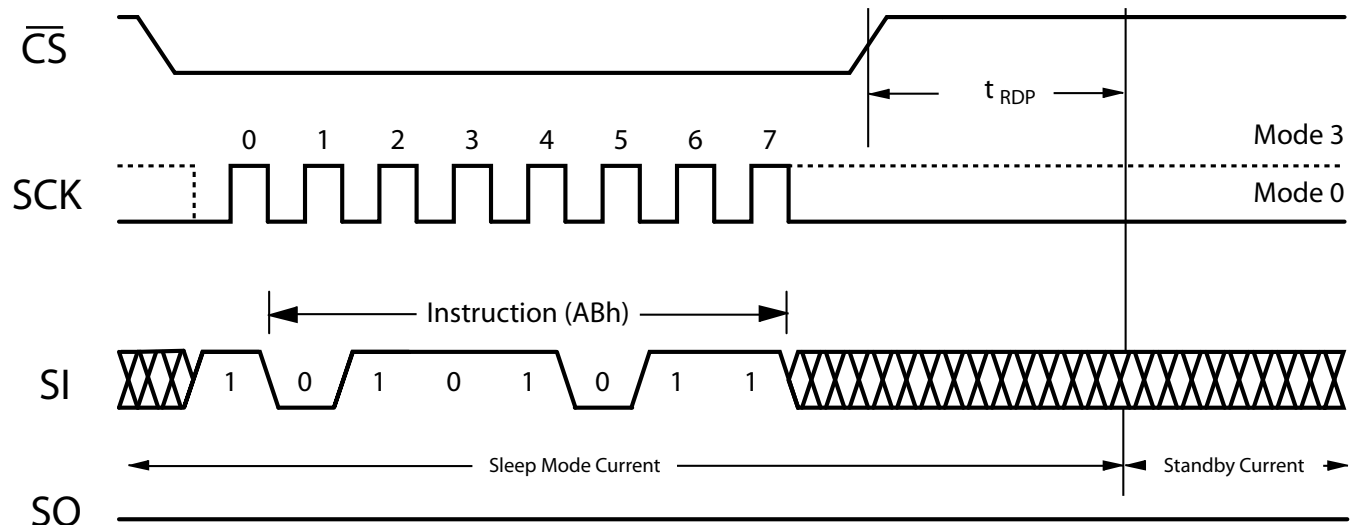 CS
t RDP
0 1 2 3 4 5 6 7
Mode 3
SCK
Mode 0
Instruction (ABh)
SI
1 0 1 0 1 0 1 1
Sleep Mode Current
Standby Current
SO